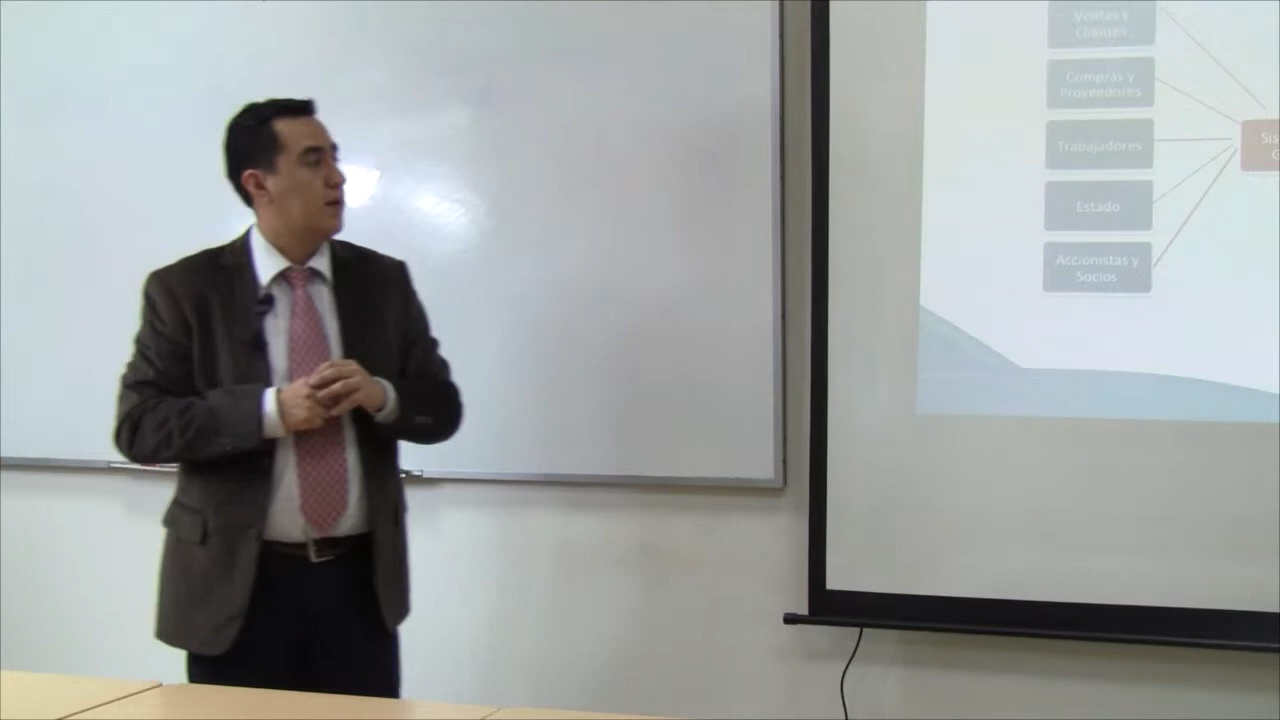 Ventas y
Clientes
Compras y
Proveedores
Trabajadores
Estado
Accionistas y
Socios